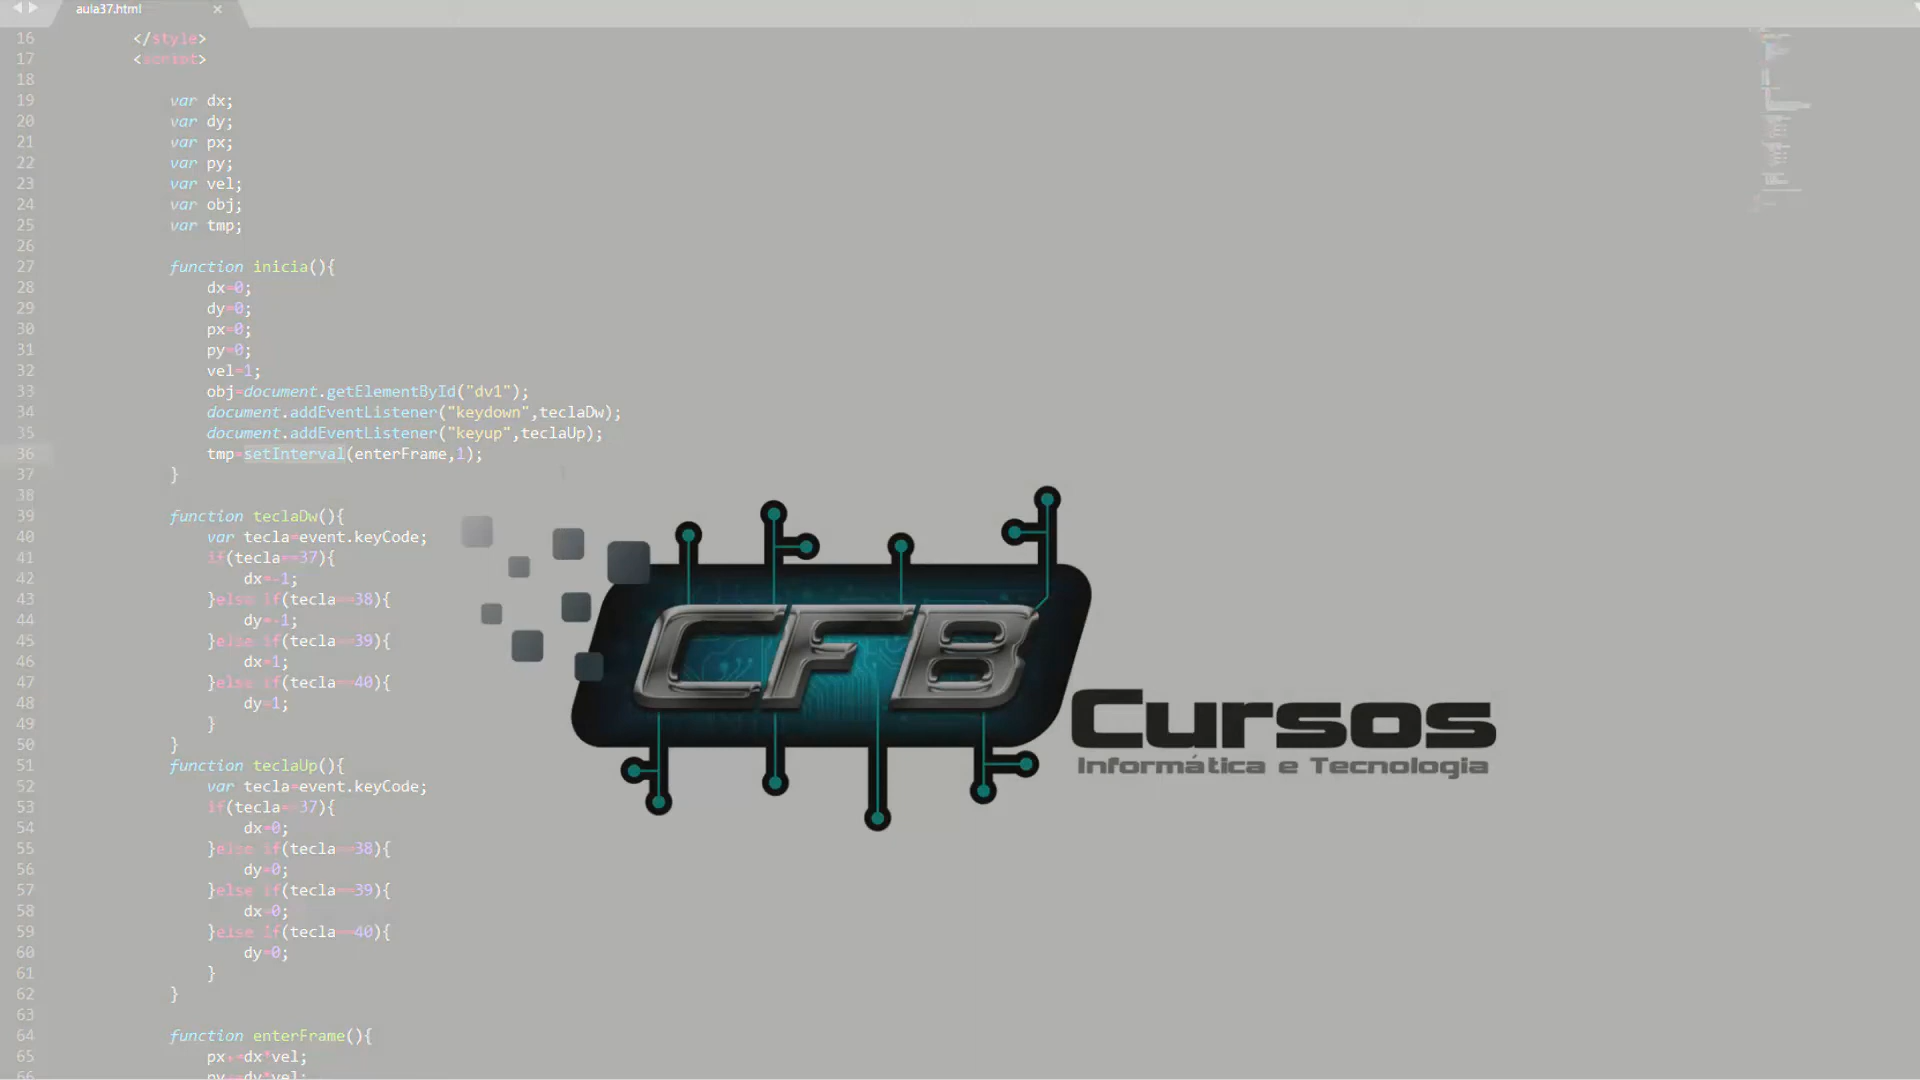 aula37.html
16 </style>
17 <script>
18
19 var dx;
20 var dy;
21 var px;
22 var py;
23 var vel;
24 var obj;
25 var tmp;
26
27 function inicia(){
28 dx=0;
29 dy=0;
30 px=0;
31 py=0;
32 vel=1;
33 obj=document.getElementById("dv1");
34 document.addEventListener("keydown",teclaDw);
35 document.addEventListener("keyup",teclaUp);
36 tmp=setInterval(enterFrame,1);
37 }
38
39 function teclaDw(){
40 var tecla=event.keyCode;
41 if(tecla==37){
42 dx=-1;
43 }else if(tecla==38){
44 dy=-1;
45 }else if(tecla==39){
46 dx=1;
47 }else if(tecla==40){
48 dy=1;
49 }
50 }
51 function teclaUp(){
52 var tecla=event.keyCode;
53 if(tecla==37){
54 dx=0;
55 }else if(tecla==38){
56 dy=0;
57 }else if(tecla==39){
58 dx=0;
59 }else if(tecla==40){
60 dy=0;
61 }
62 }
63
64 function enterFrame(){
65 px+=dx*vel;
66 py+=dy*vel;
CFB
Cursos
Informática e Tecnologia